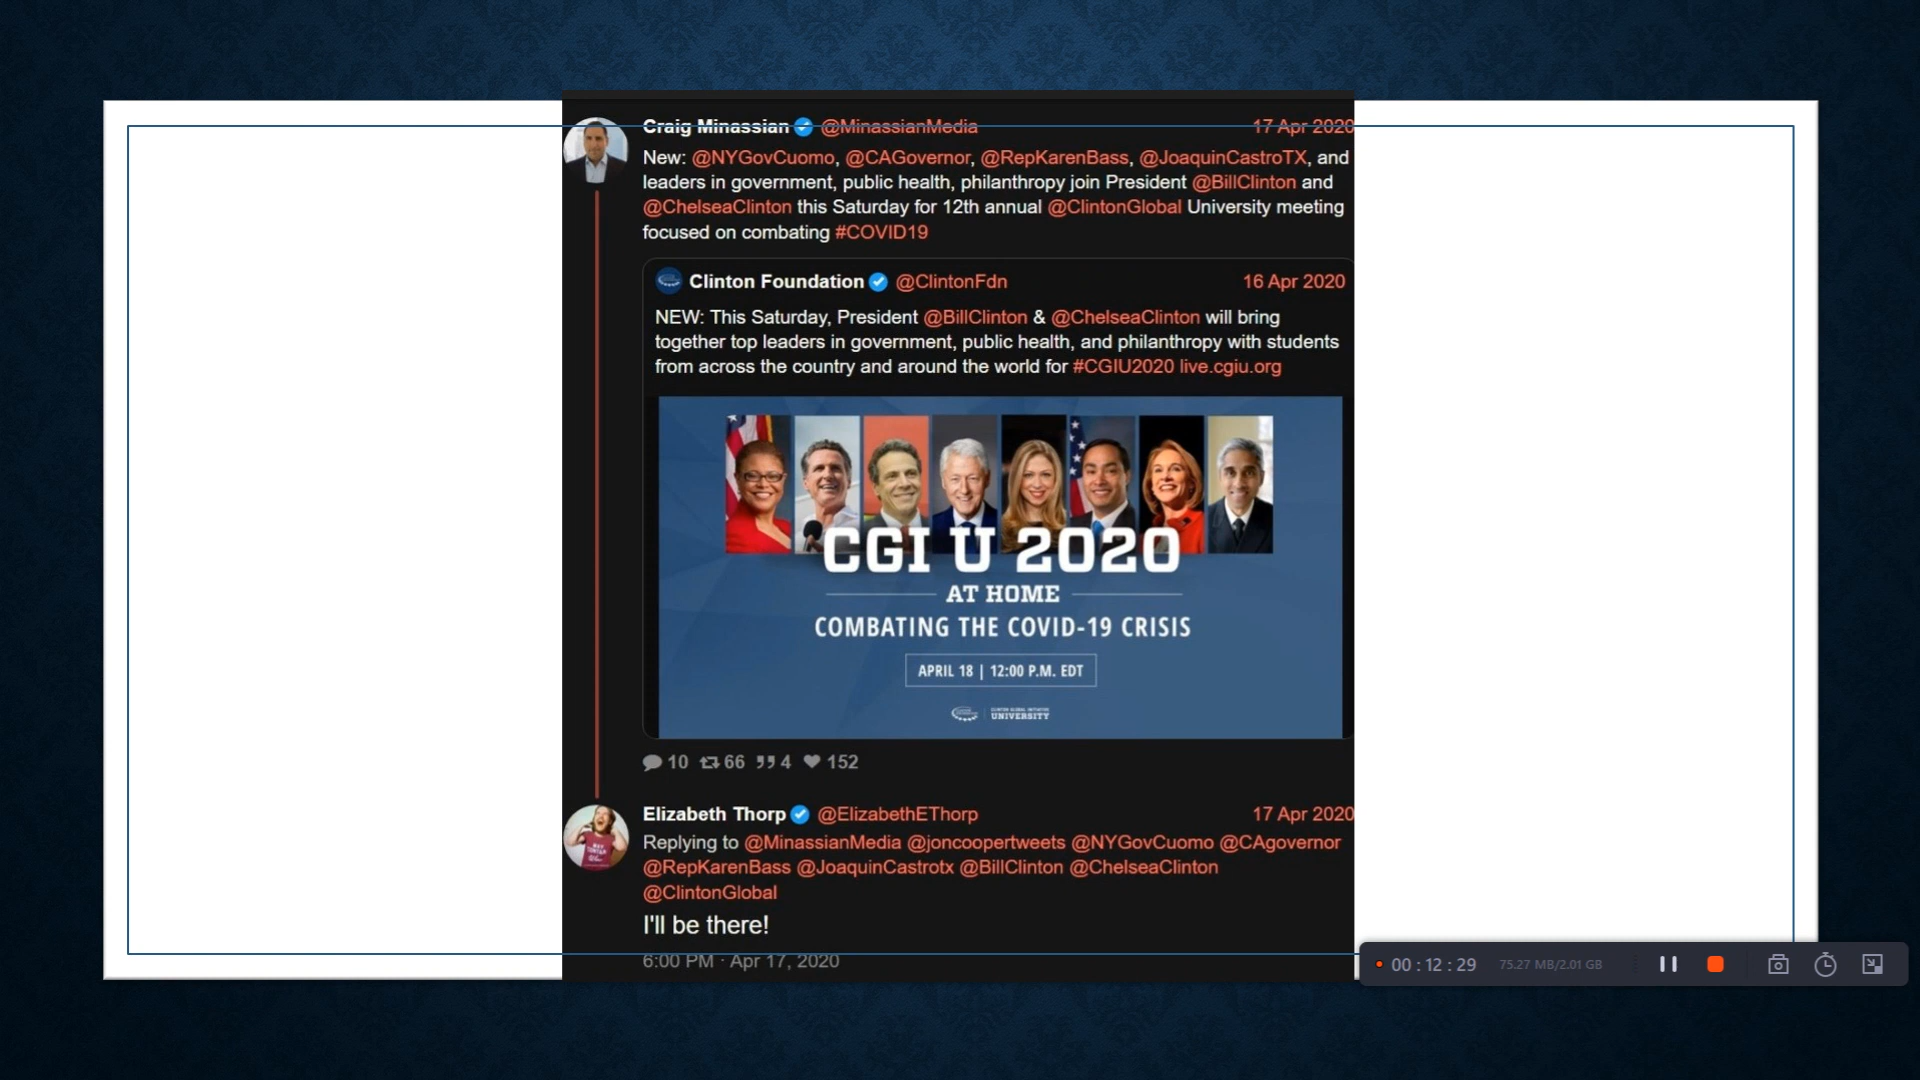 Craig Minassian @MinassianMedia 17 Apr 2020
New: @NYGovCuomo, @CAGovernor, @RepKarenBass, @JoaquinCastroTX, and
leaders in government, public health, philanthropy join President @BillClinton and
@ChelseaClinton this Saturday for 12th annual @ClintonGlobal University meeting
focused on combating #COVID19
Clinton Foundation @ClintonFdn 16 Apr 2020
NEW: This Saturday, President @BillClinton & @ChelseaClinton will bring
together top leaders in government, public health, and philanthropy with students
from across the country and around the world for #CGIU2020 live.cgiu.org
CGI U 2020
AT HOME
COMBATING THE COVID-19 CRISIS
APRIL 18 | 12:00 P.M. EDT
CLINTON GLOBAL INITIATIVE
UNIVERSITY
10 66 4 152
Elizabeth Thorp @ElizabethEThorp 17 Apr 2020
Replying to @MinassianMedia @joncoopertweets @NYGovCuomo @CAgovernor
@RepKarenBass @JoaquinCastrotx @BillClinton @ChelseaClinton
@ClintonGlobal
I'll be there!
6:00 PM · Apr 17, 2020
00 : 12 : 29 75.27 MB/2.01 GB